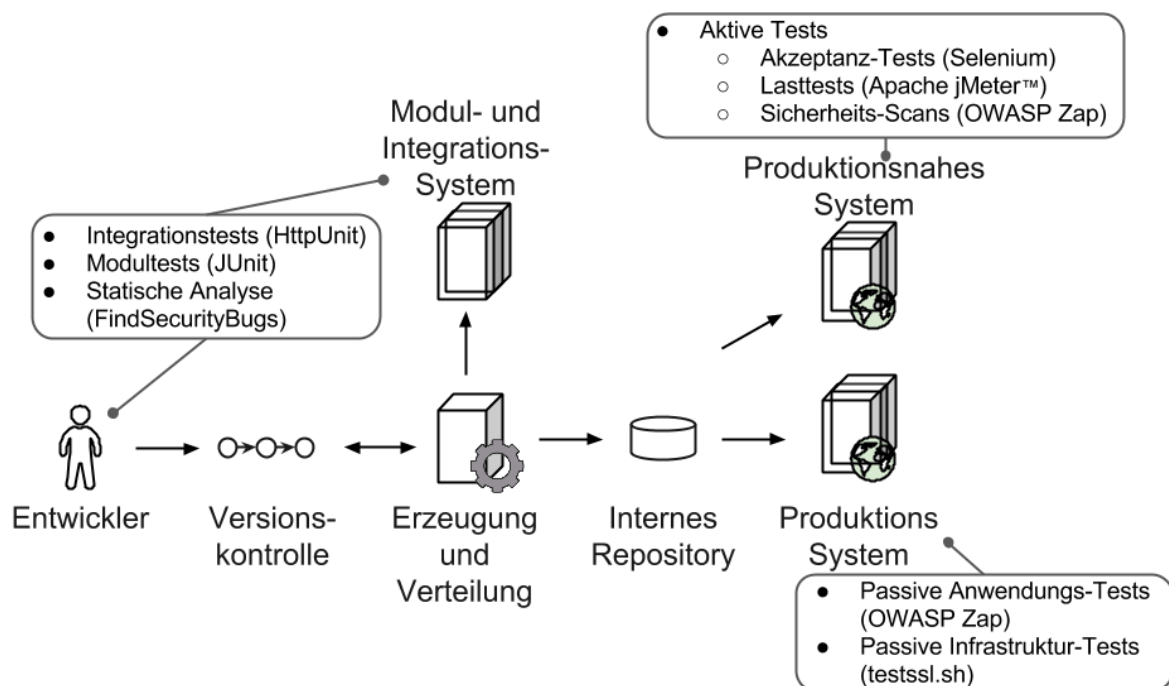 ● Aktive Tests
○ Akzeptanz-Tests (Selenium)
○ Lasttests (Apache jMeter™)
○ Sicherheits-Scans (OWASP Zap)
Modul- und
Integrations-
System
Produktionsnahes
System
● Integrationstests (HttpUnit)
● Modultests (JUnit)
● Statische Analyse
(FindSecurityBugs)
Entwickler
Versions-
kontrolle
Erzeugung
und
Verteilung
Internes
Repository
Produktions
System
● Passive Anwendungs-Tests
(OWASP Zap)
● Passive Infrastruktur-Tests
(testssl.sh)